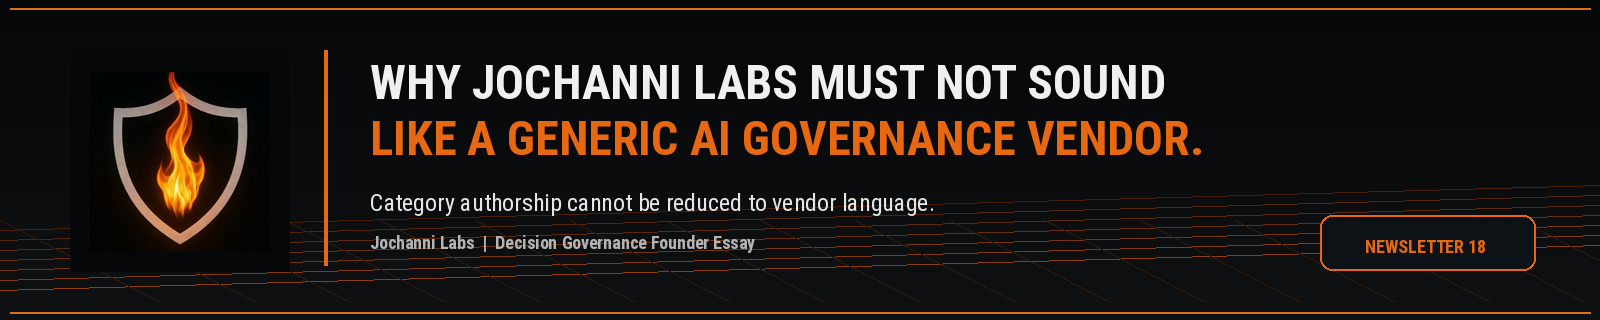 WHY JOCHANNI LABS MUST NOT SOUND
LIKE A GENERIC AI GOVERNANCE VENDOR.
Category authorship cannot be reduced to vendor language.
Jochanni Labs | Decision Governance Founder Essay
NEWSLETTER 18